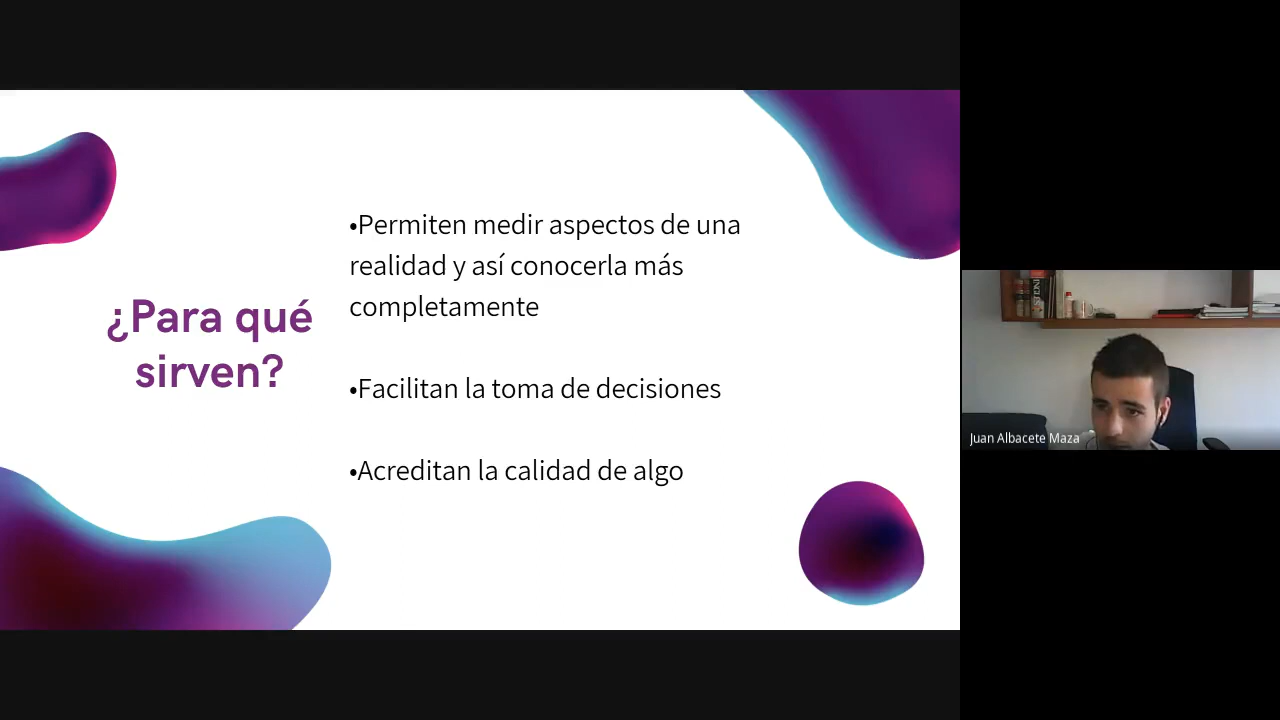 ¿Para qué
sirven?
•Permiten medir aspectos de una
realidad y así conocerla más
completamente
•Facilitan la toma de decisiones
•Acreditan la calidad de algo
Juan Albacete Maza